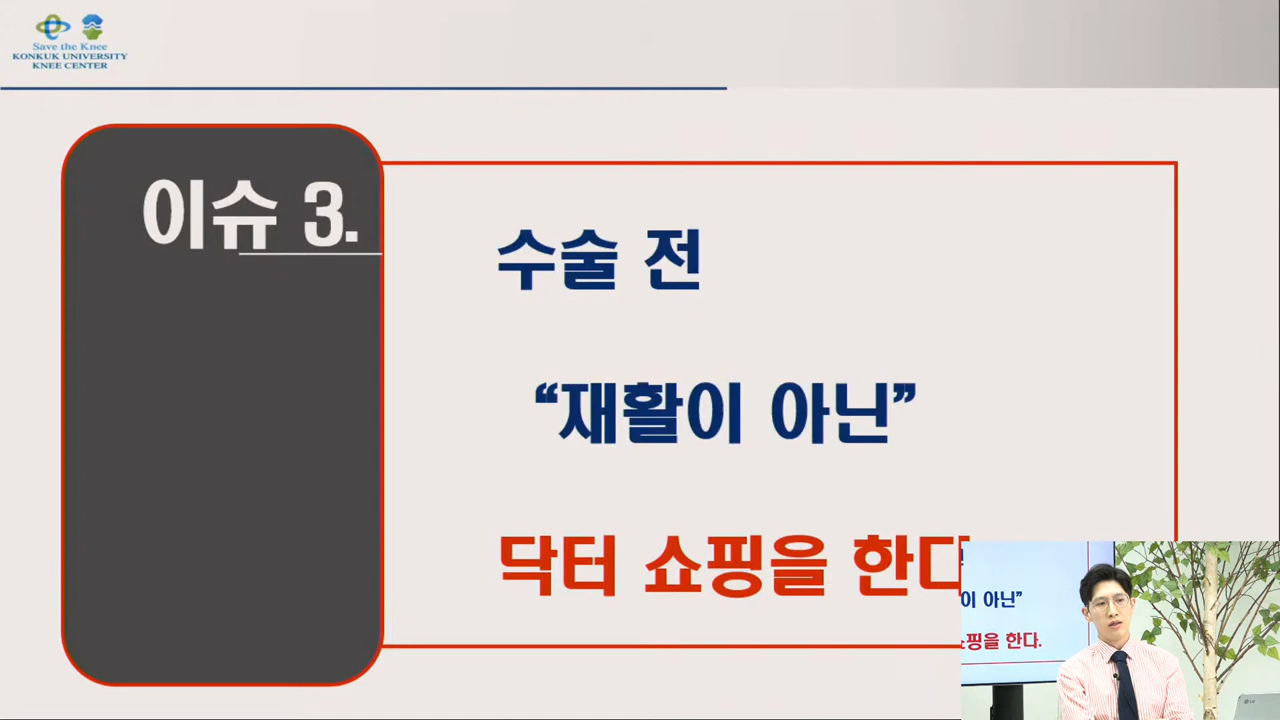 Save the Knee
KONKUK UNIVERSITY
KNEE CENTER
이슈 3.
수술 전
“재활이 아닌”
닥터 쇼핑을 한다
이 아닌”
쇼핑을 한다.
LG